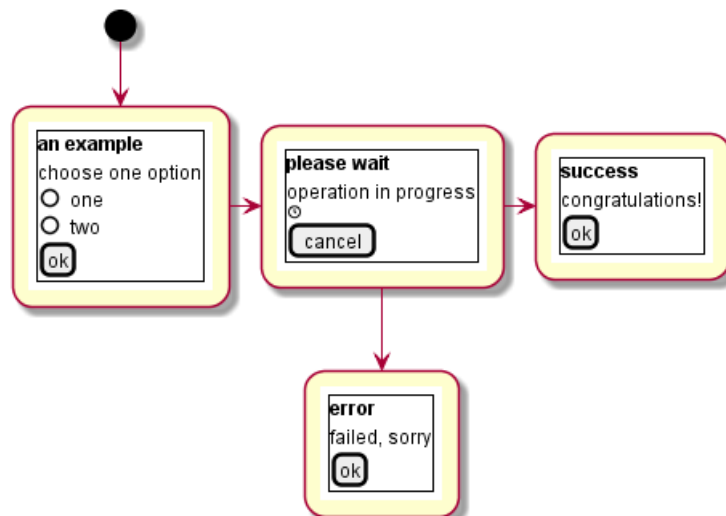 an example
choose one option
one
two
ok
please wait
operation in progress
cancel
success
congratulations!
ok
error
failed, sorry
ok